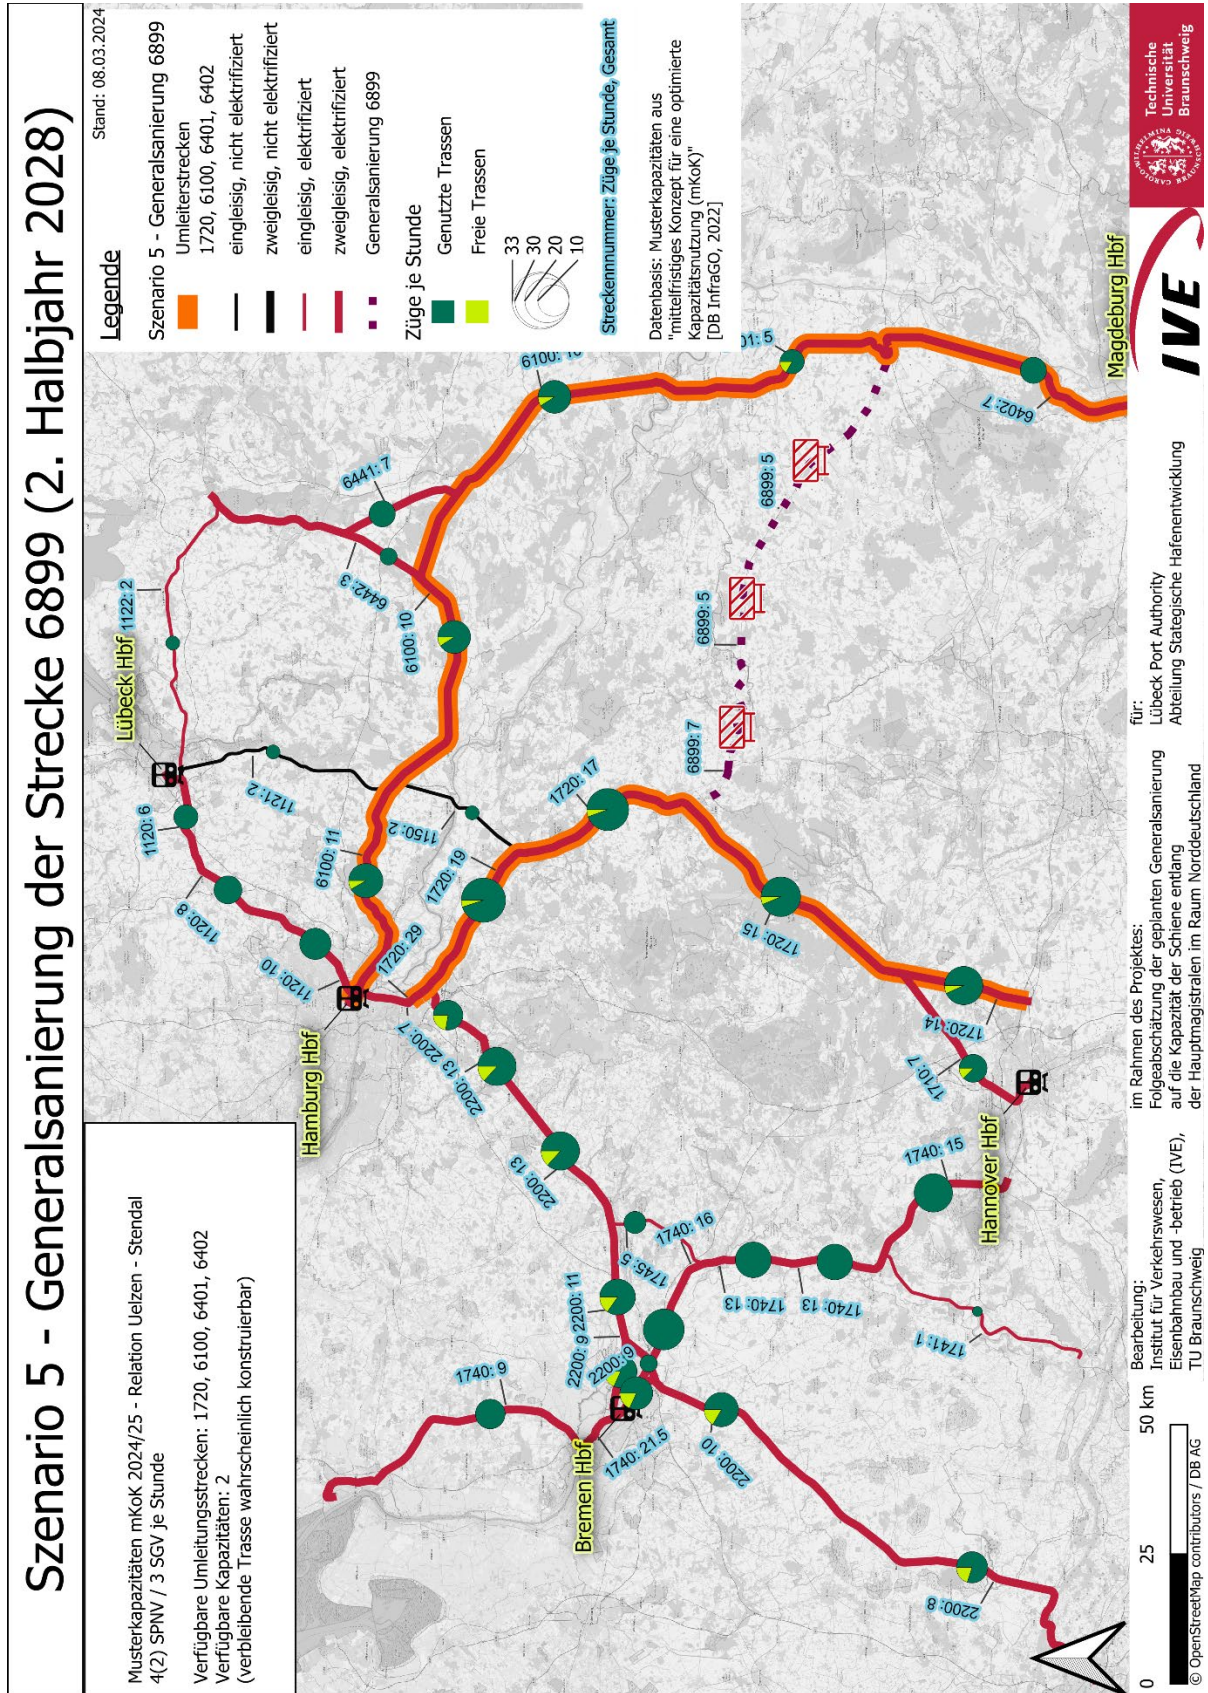 Szenario 5 - Generalsanierung der Strecke 6899 (2. Halbjahr 2028)
Musterkapazitäten mKoK 2024/25 - Relation Uelzen - Stendal
4(2) SPNV / 3 SGV je Stunde
Verfügbare Umleitungsstrecken: 1720, 6100, 6401, 6402
Verfügbare Kapazitäten: 2
(verbleibende Trasse wahrscheinlich konstruierbar)
Stand: 08.03.2024
Legende
Szenario 5 - Generalsanierung 6899
Umleiterstrecken
1720, 6100, 6401, 6402
eingleisig, nicht elektrifiziert
zweigleisig, nicht elektrifiziert
eingleisig, elektrifiziert
zweigleisig, elektrifiziert
Generalsanierung 6899
Züge je Stunde
Genutzte Trassen
Freie Trassen
33
30
20
10
Streckennnummer: Züge je Stunde, Gesamt
Datenbasis: Musterkapazitäten aus
"mittelfristiges Konzept für eine optimierte
Kapazitätsnutzung (mKoK)"
[DB InfraGO, 2022]
Lübeck Hbf
1122: 2
1120: 6
1120: 8
1120: 10
1121: 2
1150: 2
Hamburg Hbf
6100: 11
6100: 10
6442: 3
6441: 7
6100: 10
01: 5
1720: 29
1720: 19
1720: 17
1720: 15
1720: 14
1710: 7
2200: 7
2200: 13
2200: 13
2200: 11
2200: 9
2200: 9
1740: 9
Bremen Hbf
1740: 21.5
1745: 5
1740: 16
1740: 13
1740: 13
1740: 15
1741: 1
2200: 10
2200: 8
Hannover Hbf
6899: 7
6899: 5
6899: 5
6402: 7
Magdeburg Hbf
0
25
50 km
© OpenStreetMap contributors / DB AG
Bearbeitung:
Institut für Verkehrswesen,
Eisenbahnbau und -betrieb (IVE),
TU Braunschweig
im Rahmen des Projektes:
Folgeabschätzung der geplanten Generalsanierung
auf die Kapazität der Schiene entlang
der Hauptmagistralen im Raum Norddeutschland
für:
Lübeck Port Authority
Abteilung Stategische Hafenentwicklung
IVE
CAROLO-WILHELMINA ZU BRAUNSCHWEIG
Technische
Universität
Braunschweig